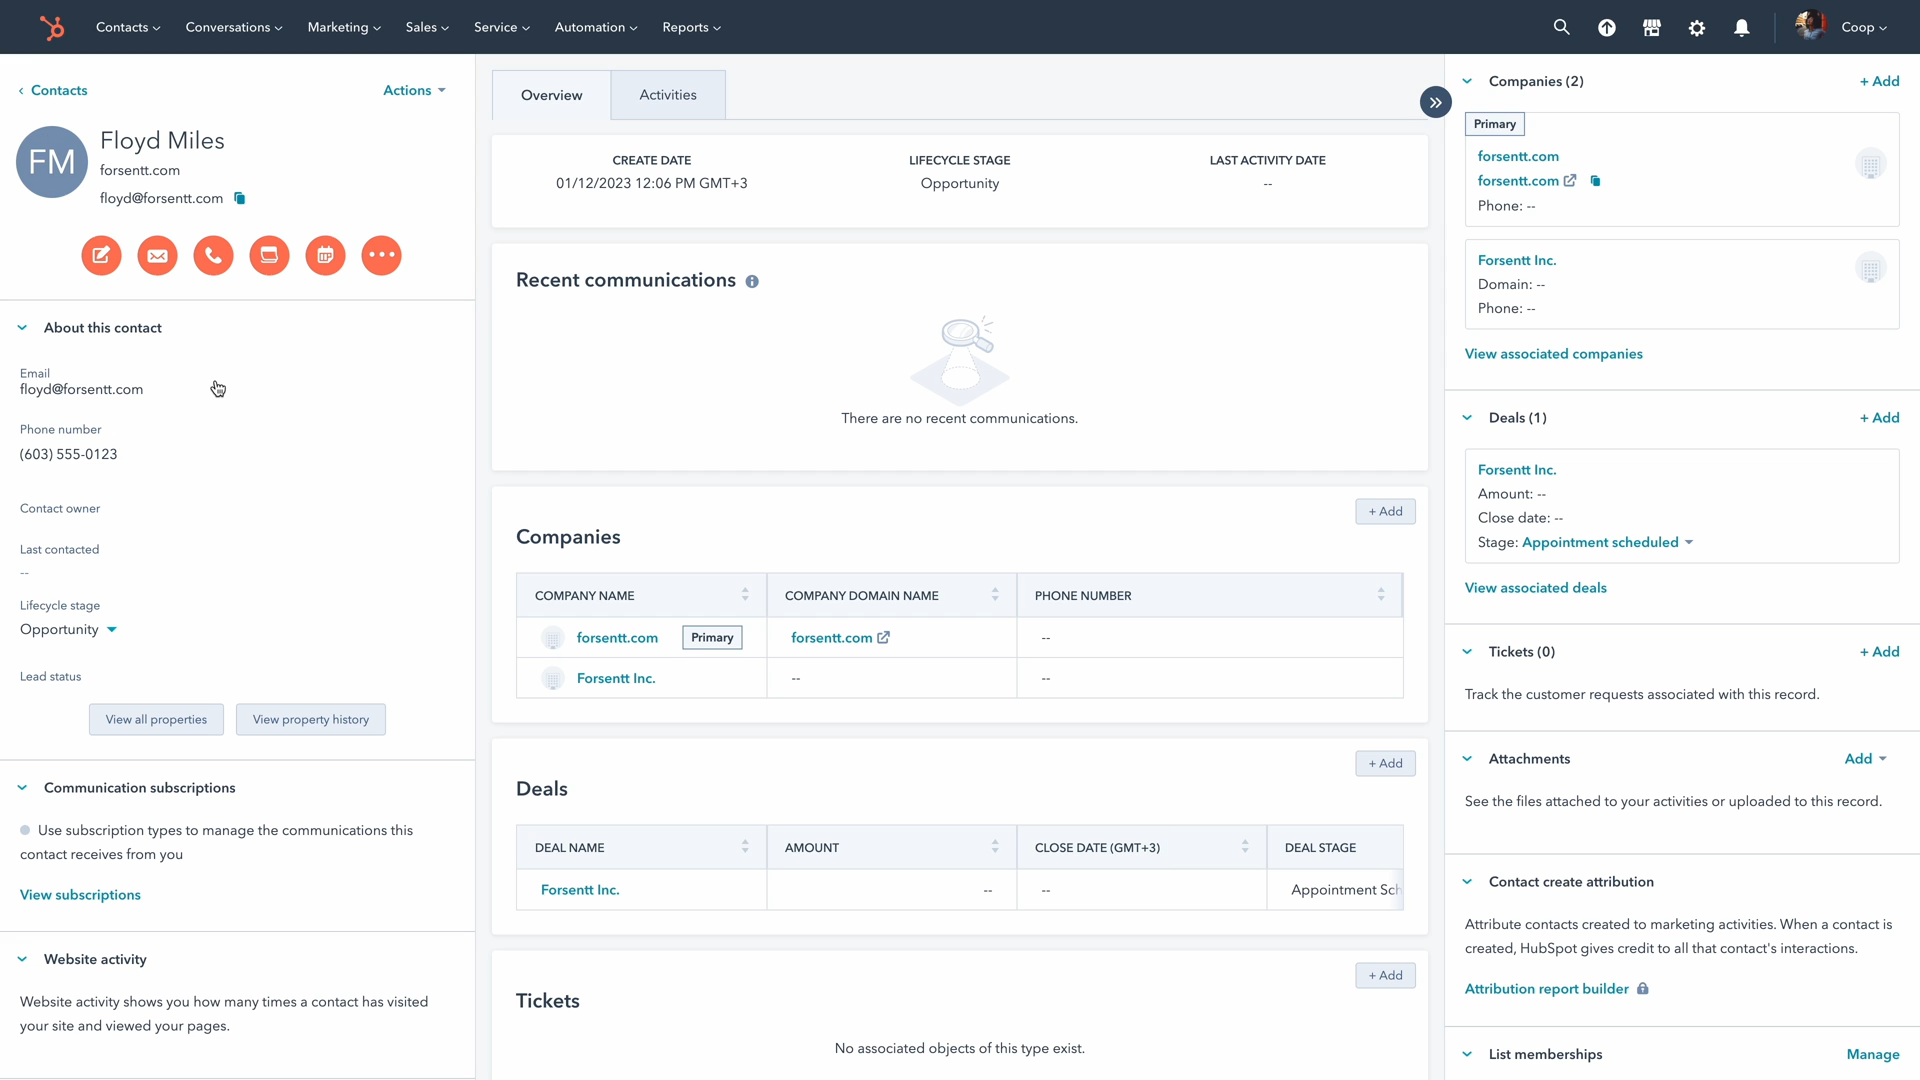 Contacts
Conversations
Marketing
Sales
Service
Automation
Reports
Coop
Contacts
Actions
FM
Floyd Miles
forsentt.com
floyd@forsentt.com
About this contact
Email
floyd@forsentt.com
Phone number
(603) 555-0123
Contact owner
Last contacted
--
Lifecycle stage
Opportunity
Lead status
View all properties
View property history
Communication subscriptions
Use subscription types to manage the communications this
contact receives from you
View subscriptions
Website activity
Website activity shows you how many times a contact has visited
your site and viewed your pages.
Overview
Activities
CREATE DATE
01/12/2023 12:06 PM GMT+3
LIFECYCLE STAGE
Opportunity
LAST ACTIVITY DATE
--
Recent communications
There are no recent communications.
+ Add
Companies
COMPANY NAME
COMPANY DOMAIN NAME
PHONE NUMBER
forsentt.com
Primary
forsentt.com
--
Forsentt Inc.
--
--
+ Add
Deals
DEAL NAME
AMOUNT
CLOSE DATE (GMT+3)
DEAL STAGE
Forsentt Inc.
--
--
Appointment Sch
+ Add
Tickets
No associated objects of this type exist.
Companies (2)
+ Add
Primary
forsentt.com
forsentt.com
Phone: --
Forsentt Inc.
Domain: --
Phone: --
View associated companies
Deals (1)
+ Add
Forsentt Inc.
Amount: --
Close date: --
Stage: Appointment scheduled
View associated deals
Tickets (0)
+ Add
Track the customer requests associated with this record.
Attachments
Add
See the files attached to your activities or uploaded to this record.
Contact create attribution
Attribute contacts created to marketing activities. When a contact is
created, HubSpot gives credit to all that contact's interactions.
Attribution report builder
List memberships
Manage